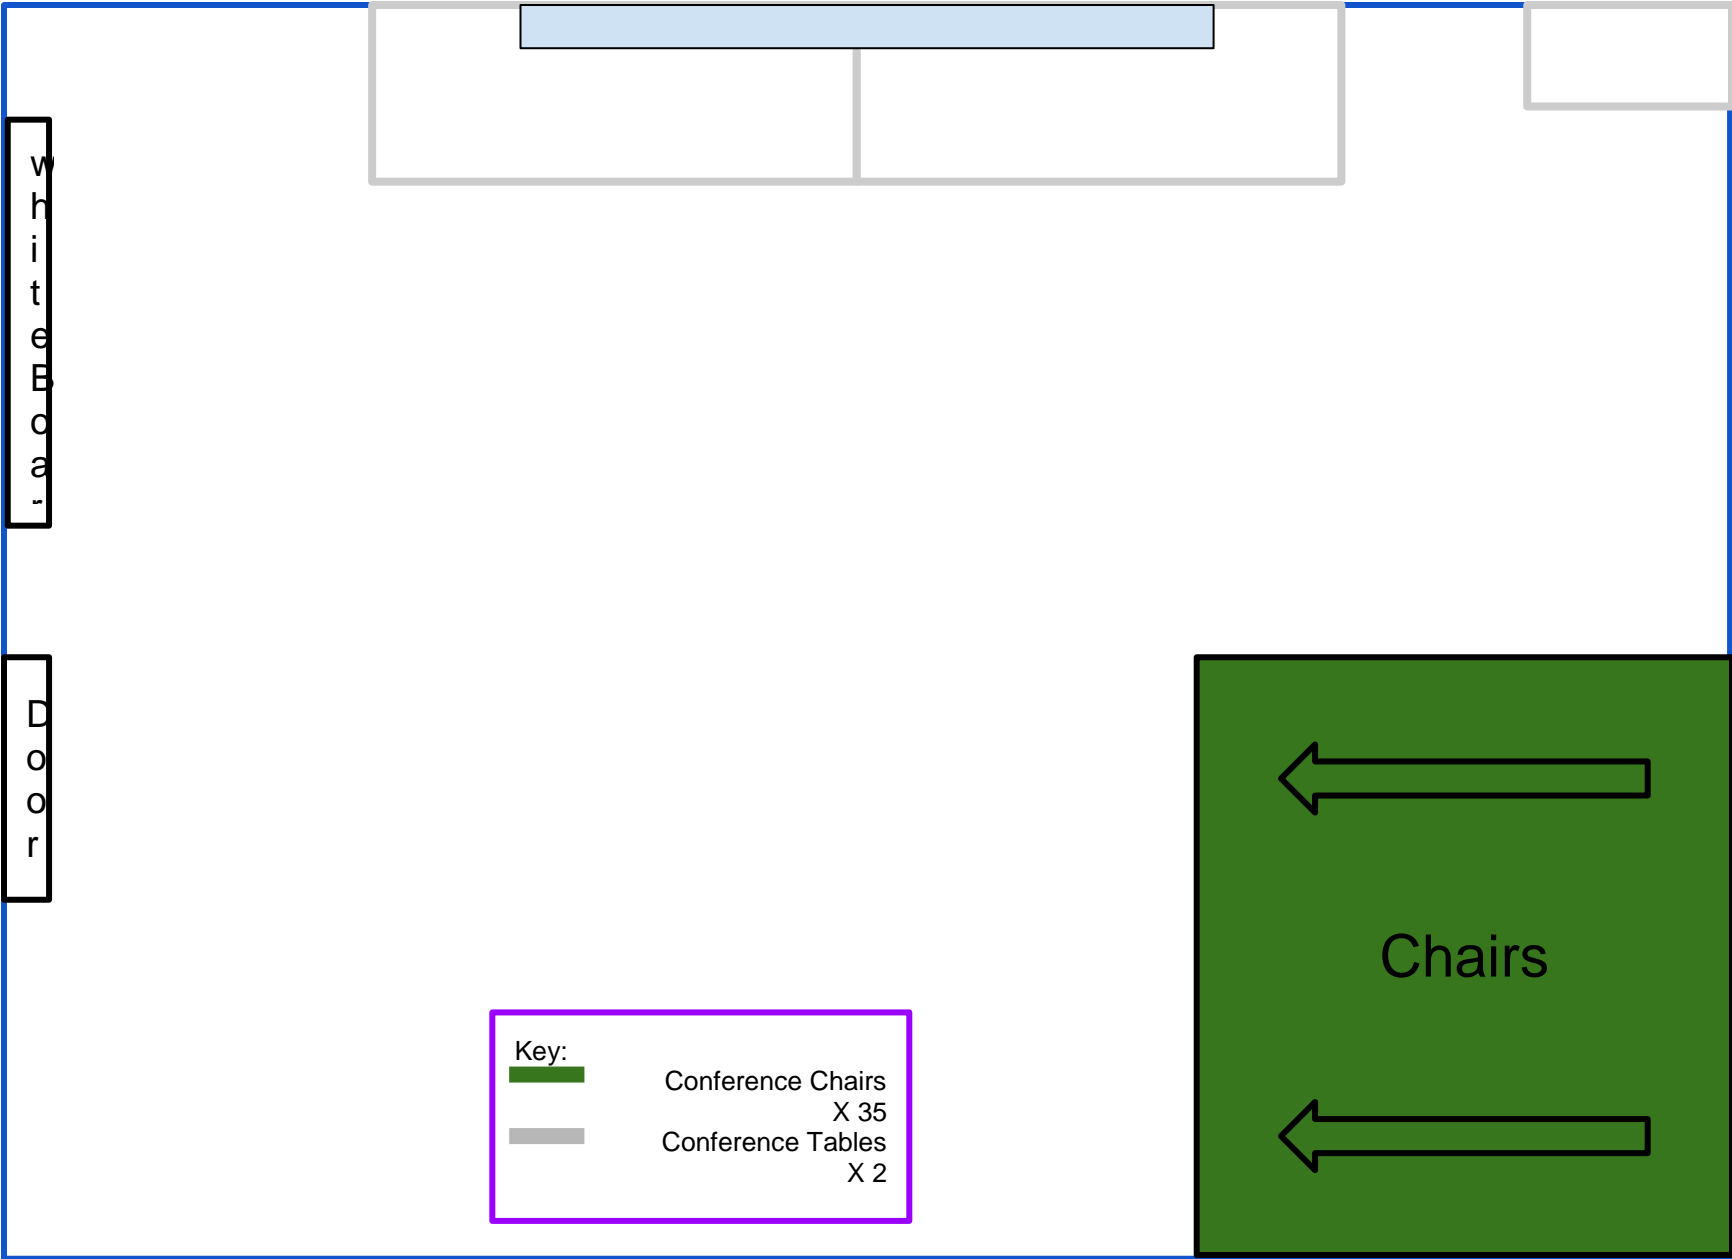 w
h
i
t
e
B
o
a
r
D
o
o
r
Chairs
Key:
Conference Chairs
X 35
Conference Tables
X 2